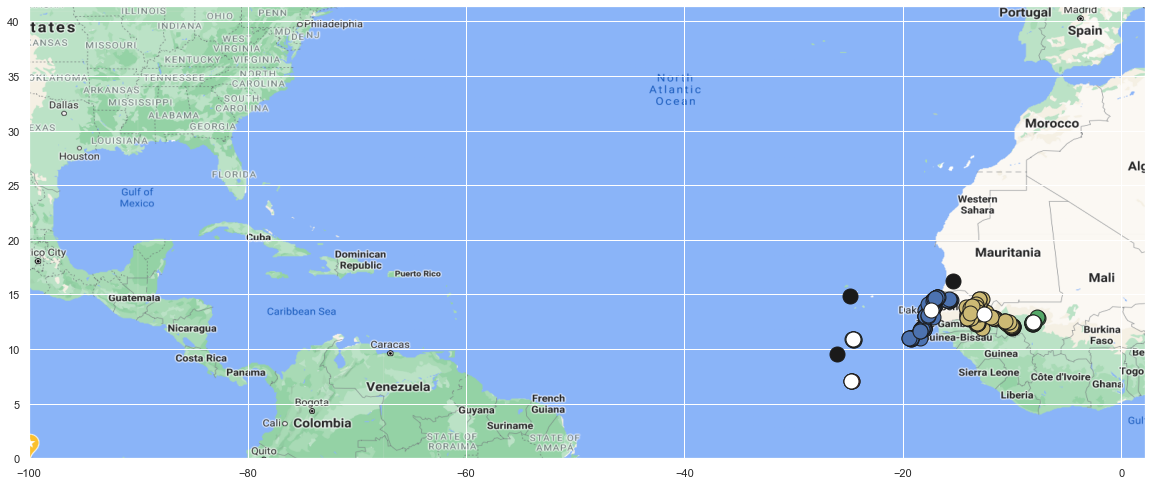 ILLINOIS
OHIO
PENN
Philadelphia
tates
INDIANA
MD
DE
NJ
KANSAS
MISSOURI
WEST
VIRGINIA
KENTUCKY
VIRGINIA
OKLAHOMA
TENNESSEE
NORTH
CAROLINA
ARKANSAS
MISSISSIPPI
SOUTH
CAROLINA
Dallas
ALABAMA
EXAS
GEORGIA
LOUISIANA
Houston
FLORIDA
Gulf of
Mexico
North
Atlantic
Ocean
Portugal
Madrid
Spain
Morocco
Alg
Western
Sahara
Mauritania
Mali
ico City
Cuba
Dominican
Republic
Puerto Rico
Guatemala
Caribbean Sea
Nicaragua
Costa Rica
Panama
Caracas
Venezuela
Bogota
Cali
Colombia
Guyana
French
Guiana
Suriname
STATE OF
RORAIMA
STATE OF
AMAPA
Quito
Gamb
uinea-Bissau
Guinea
Sierra Leone
Liberia
Côte d'Ivoire
Burkina
Faso
Ghana
Be
Togo
Gulf
40
35
30
25
20
15
10
5
0
−100
−80
−60
−40
−20
0